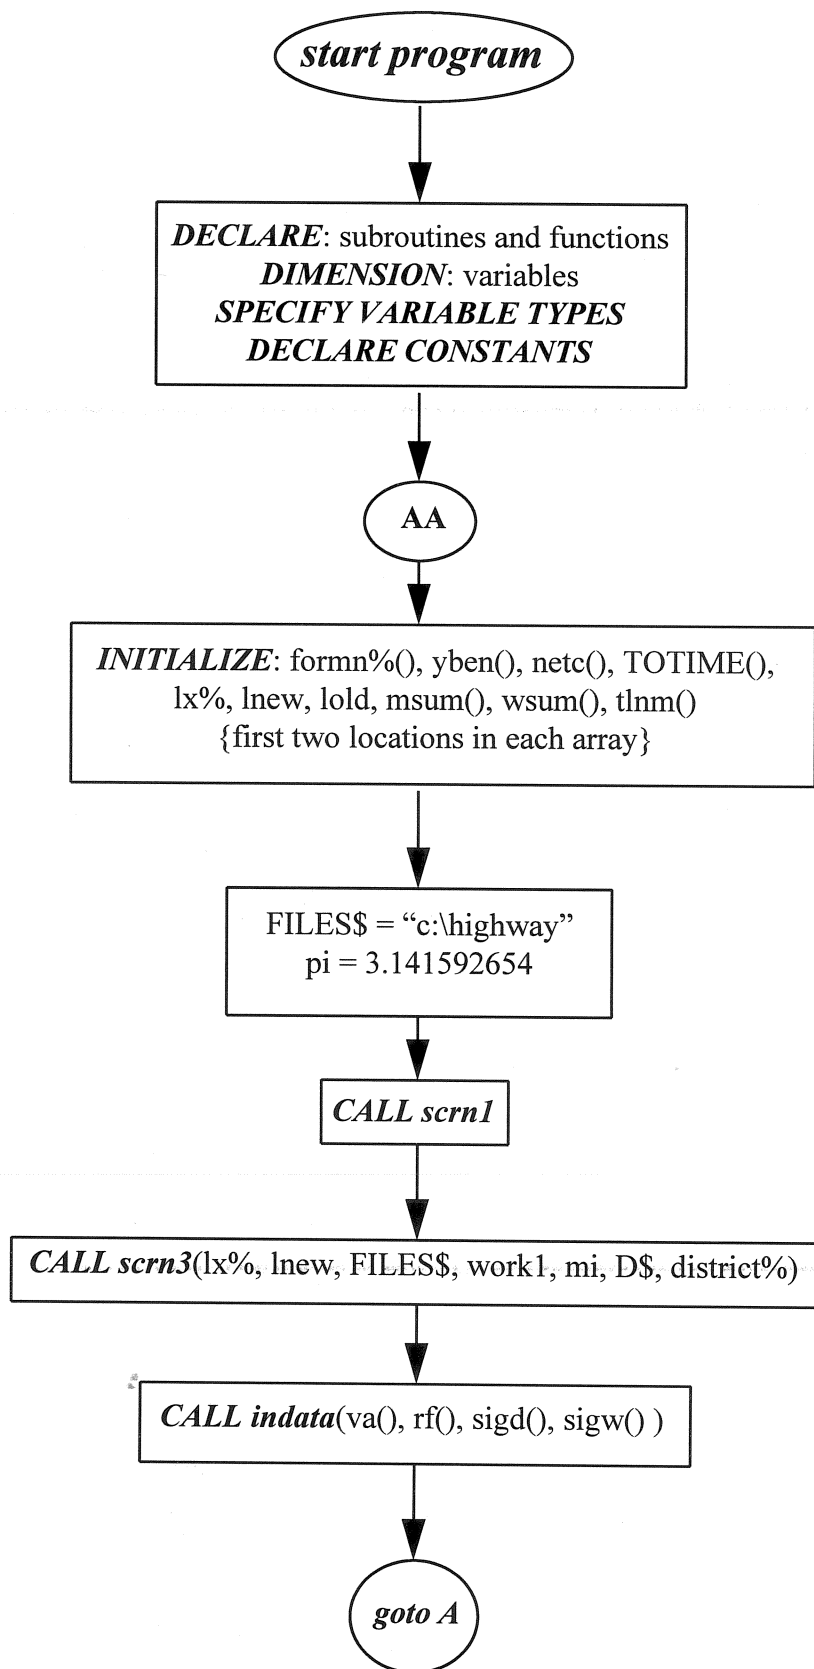 start program
DECLARE: subroutines and functions
DIMENSION: variables
SPECIFY VARIABLE TYPES
DECLARE CONSTANTS
AA
INITIALIZE: formn%(), yben(), netc(), TOTIME(),
lx%, lnew, lold, msum(), wsum(), tlnm()
{first two locations in each array}
FILES$ = “c:\highway”
pi = 3.141592654
CALL scrn1
CALL scrn3(lx%, lnew, FILES$, work1, mi, D$, district%)
CALL indata(va(), rf(), sigd(), sigw() )
goto A